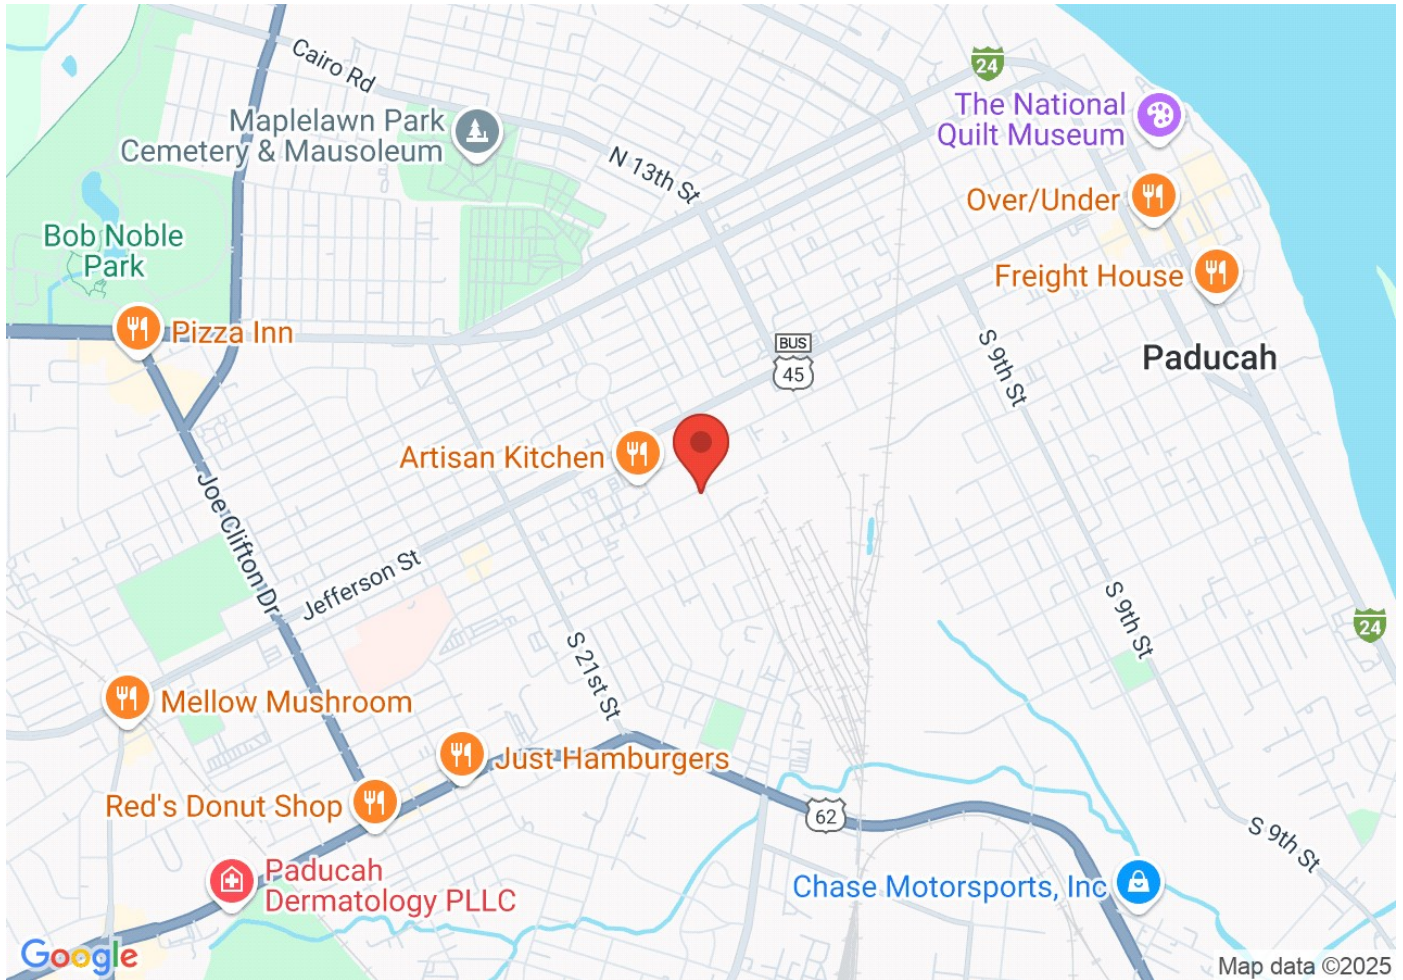 Cairo Rd
24
The National
Quilt Museum
Maplelawn Park
Cemetery & Mausoleum
N 13th St
Over/Under
Bob Noble
Park
Freight House
Pizza Inn
S 9th St
BUS
45
Paducah
Artisan Kitchen
Joe Clifton Dr
Jefferson St
S 9th St
24
S 21st St
Mellow Mushroom
Just Hamburgers
Red's Donut Shop
62
S 9th St
Paducah
Dermatology PLLC
Chase Motorsports, Inc
Google
Map data ©2025